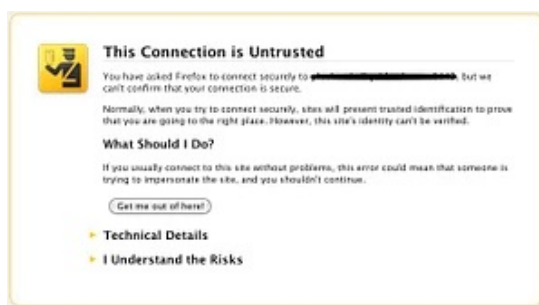 This Connection is Untrusted
You have asked Firefox to connect securely to , but we
can't confirm that your connection is secure.
Normally, when you try to connect securely, sites will present trusted identification to prove
that you are going to the right place. However, this site's identity can't be verified.
What Should I Do?
If you usually connect to this site without problems, this error could mean that someone is
trying to impersonate the site, and you shouldn't continue.
Get me out of here!
Technical Details
I Understand the Risks